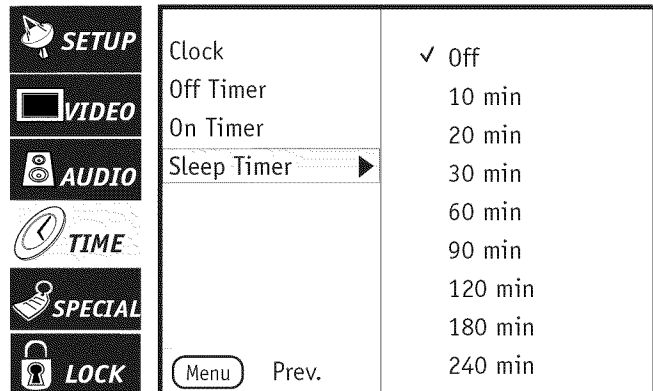 SETUP
VIDEO
AUDIO
TIME
SPECIAL
LOCK
Clock
Off Timer
On Timer
Sleep Timer
Menu Prev.
✓ Off
10 min
20 min
30 min
60 min
90 min
120 min
180 min
240 min